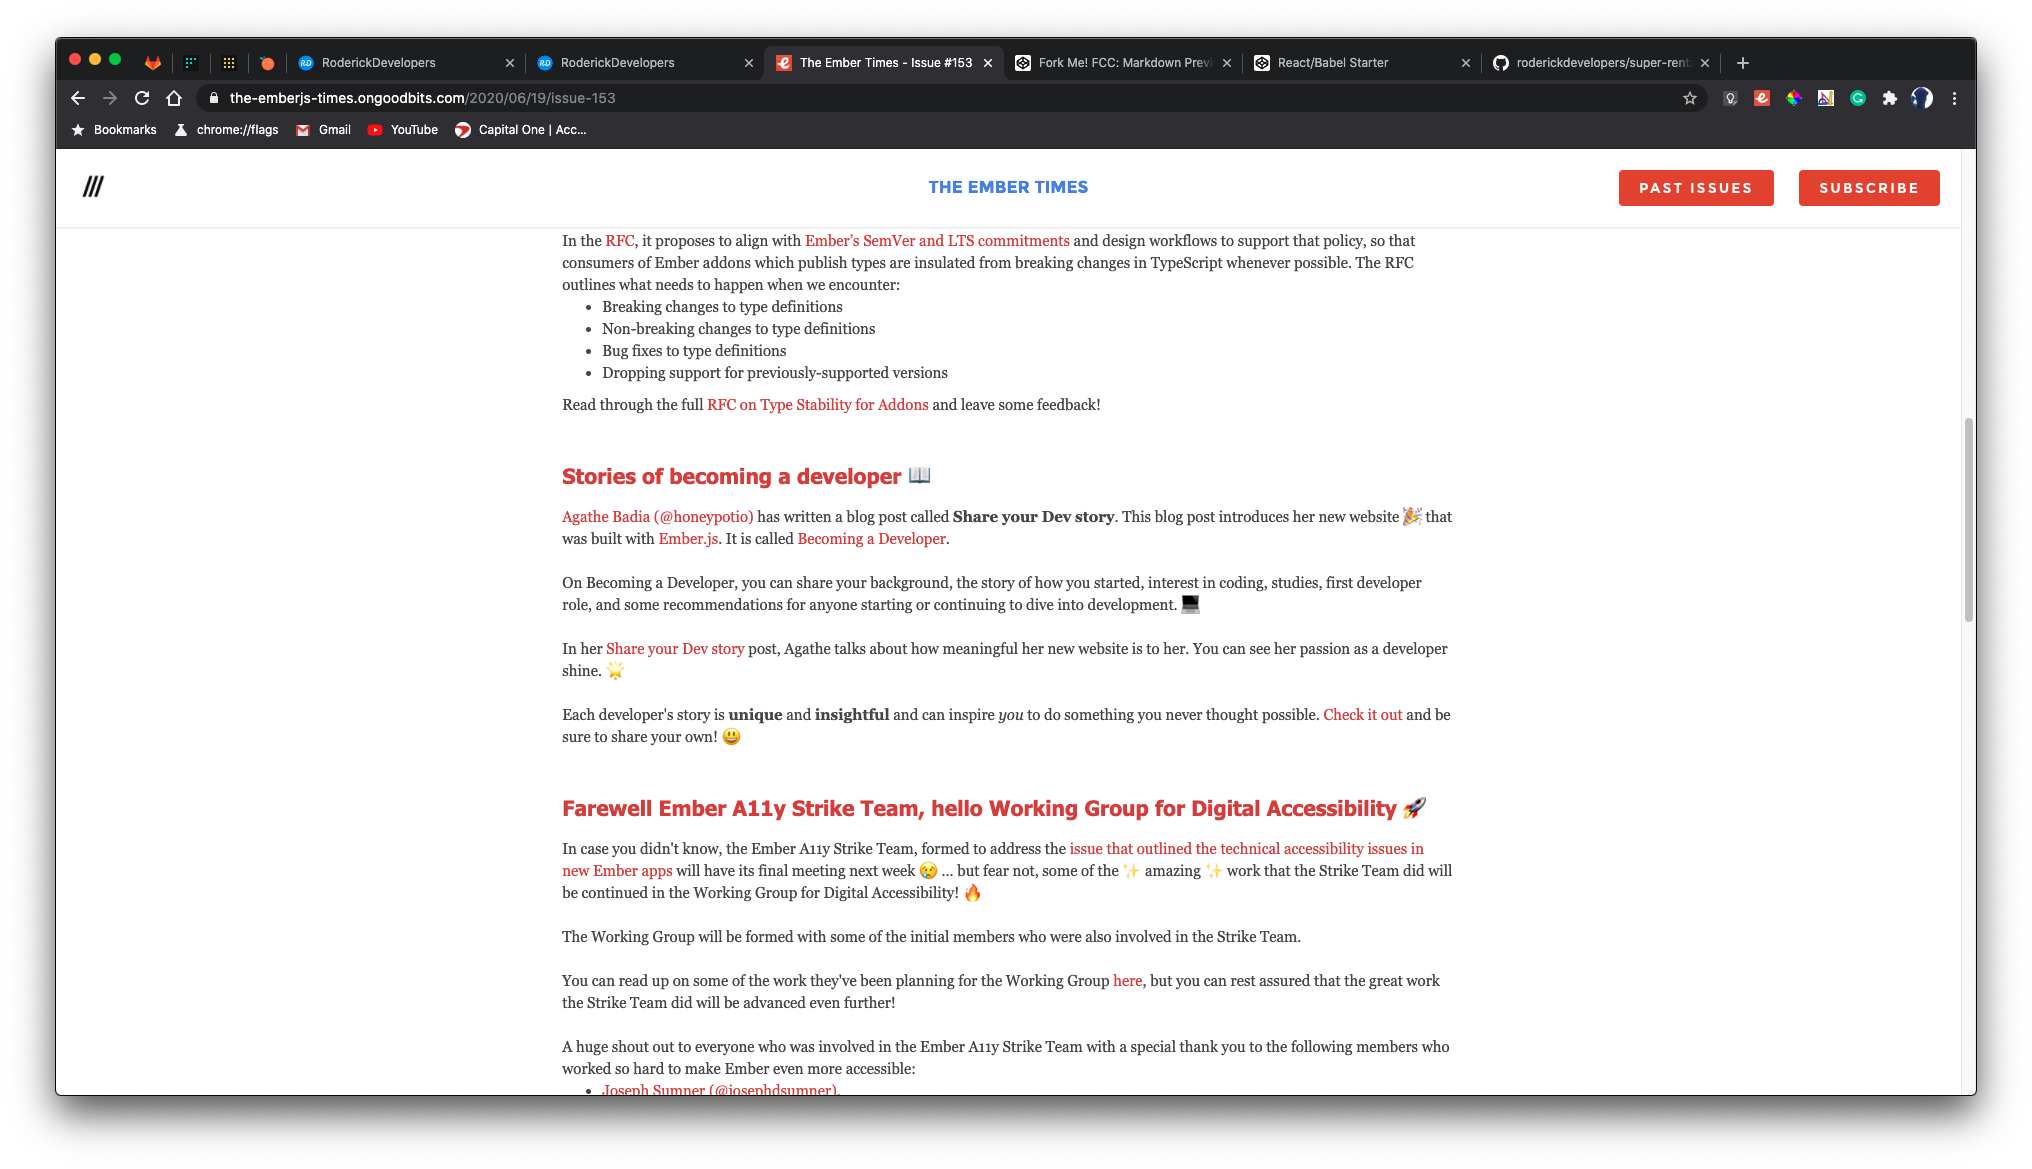 RoderickDevelopers
RoderickDevelopers
The Ember Times - Issue #153
Fork Me! FCC: Markdown Previ
React/Babel Starter
roderickdevelopers/super-rent
the-emberjs-times.ongoodbits.com/2020/06/19/issue-153
Bookmarks
chrome://flags
Gmail
YouTube
Capital One | Acc...
THE EMBER TIMES
PAST ISSUES
SUBSCRIBE
In the RFC, it proposes to align with Ember’s SemVer and LTS commitments and design workflows to support that policy, so that
consumers of Ember addons which publish types are insulated from breaking changes in TypeScript whenever possible. The RFC
outlines what needs to happen when we encounter:
• Breaking changes to type definitions
• Non-breaking changes to type definitions
• Bug fixes to type definitions
• Dropping support for previously-supported versions
Read through the full RFC on Type Stability for Addons and leave some feedback!
Stories of becoming a developer 📖
Agathe Badia (@honeypotio) has written a blog post called Share your Dev story. This blog post introduces her new website 🎉 that
was built with Ember.js. It is called Becoming a Developer.
On Becoming a Developer, you can share your background, the story of how you started, interest in coding, studies, first developer
role, and some recommendations for anyone starting or continuing to dive into development. 💻
In her Share your Dev story post, Agathe talks about how meaningful her new website is to her. You can see her passion as a developer
shine. 🌟
Each developer's story is unique and insightful and can inspire you to do something you never thought possible. Check it out and be
sure to share your own! 😃
Farewell Ember A11y Strike Team, hello Working Group for Digital Accessibility 🚀
In case you didn't know, the Ember A11y Strike Team, formed to address the issue that outlined the technical accessibility issues in
new Ember apps will have its final meeting next week 😢 ... but fear not, some of the ✨ amazing ✨ work that the Strike Team did will
be continued in the Working Group for Digital Accessibility! 🔥
The Working Group will be formed with some of the initial members who were also involved in the Strike Team.
You can read up on some of the work they've been planning for the Working Group here, but you can rest assured that the great work
the Strike Team did will be advanced even further!
A huge shout out to everyone who was involved in the Ember A11y Strike Team with a special thank you to the following members who
worked so hard to make Ember even more accessible:
• Joseph Sumner (@josephdsumner).